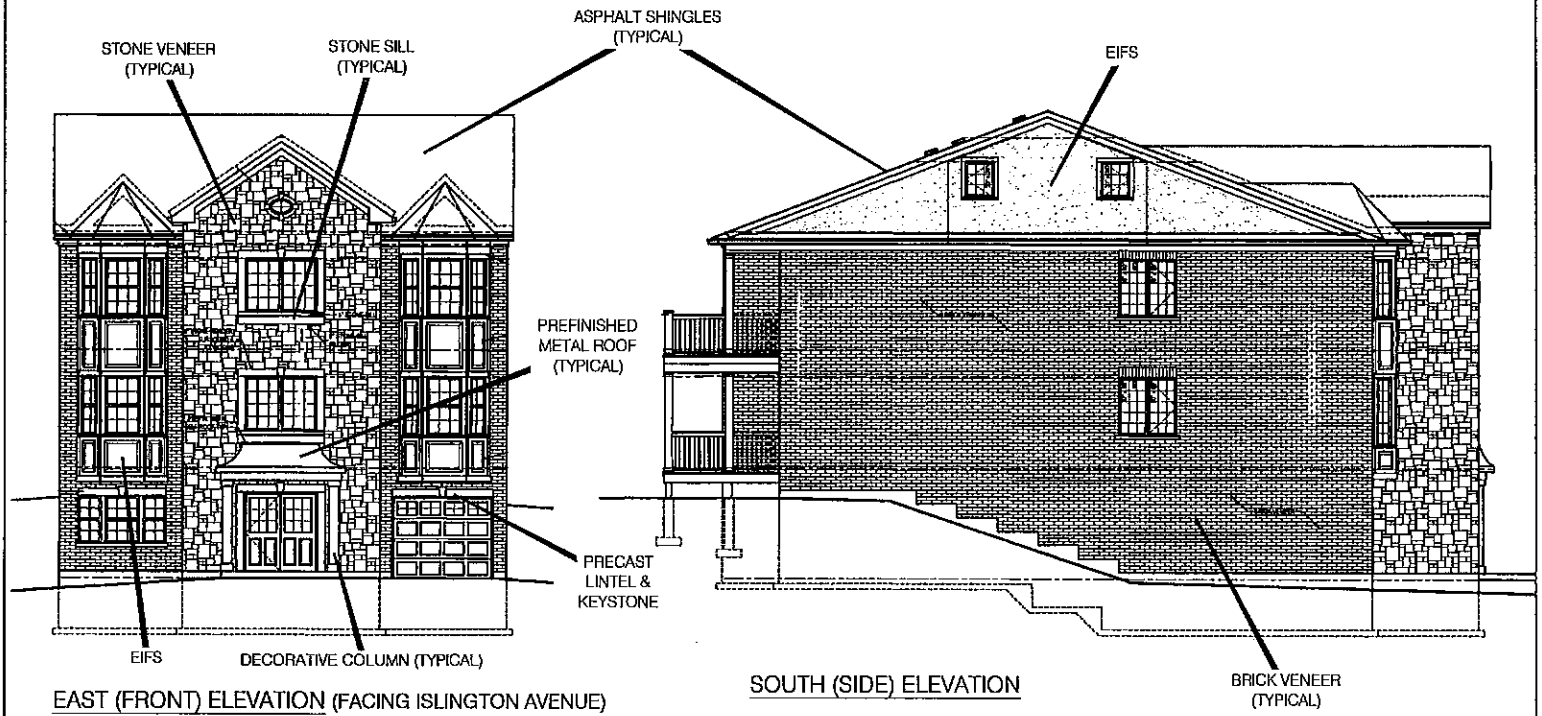 ASPHALT SHINGLES
(TYPICAL)
STONE VENEER
(TYPICAL)
STONE SILL
(TYPICAL)
EIFS
PREFINISHED
METAL ROOF
(TYPICAL)
PRECAST
LINTEL &
KEYSTONE
EIFS
DECORATIVE COLUMN (TYPICAL)
BRICK VENEER
(TYPICAL)
EAST (FRONT) ELEVATION (FACING ISLINGTON AVENUE)
SOUTH (SIDE) ELEVATION